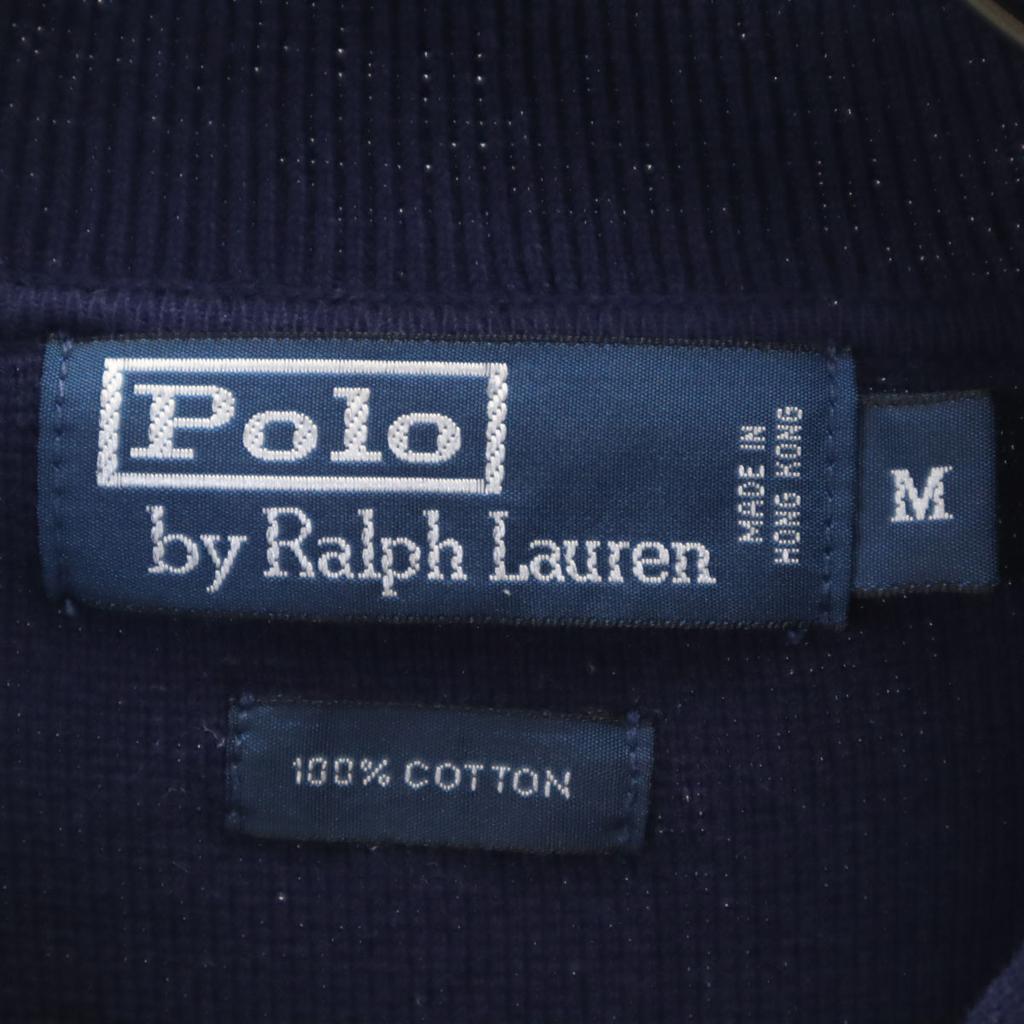 Polo
by Ralph Lauren
MADE IN
HONG KONG
M
100% COTTON